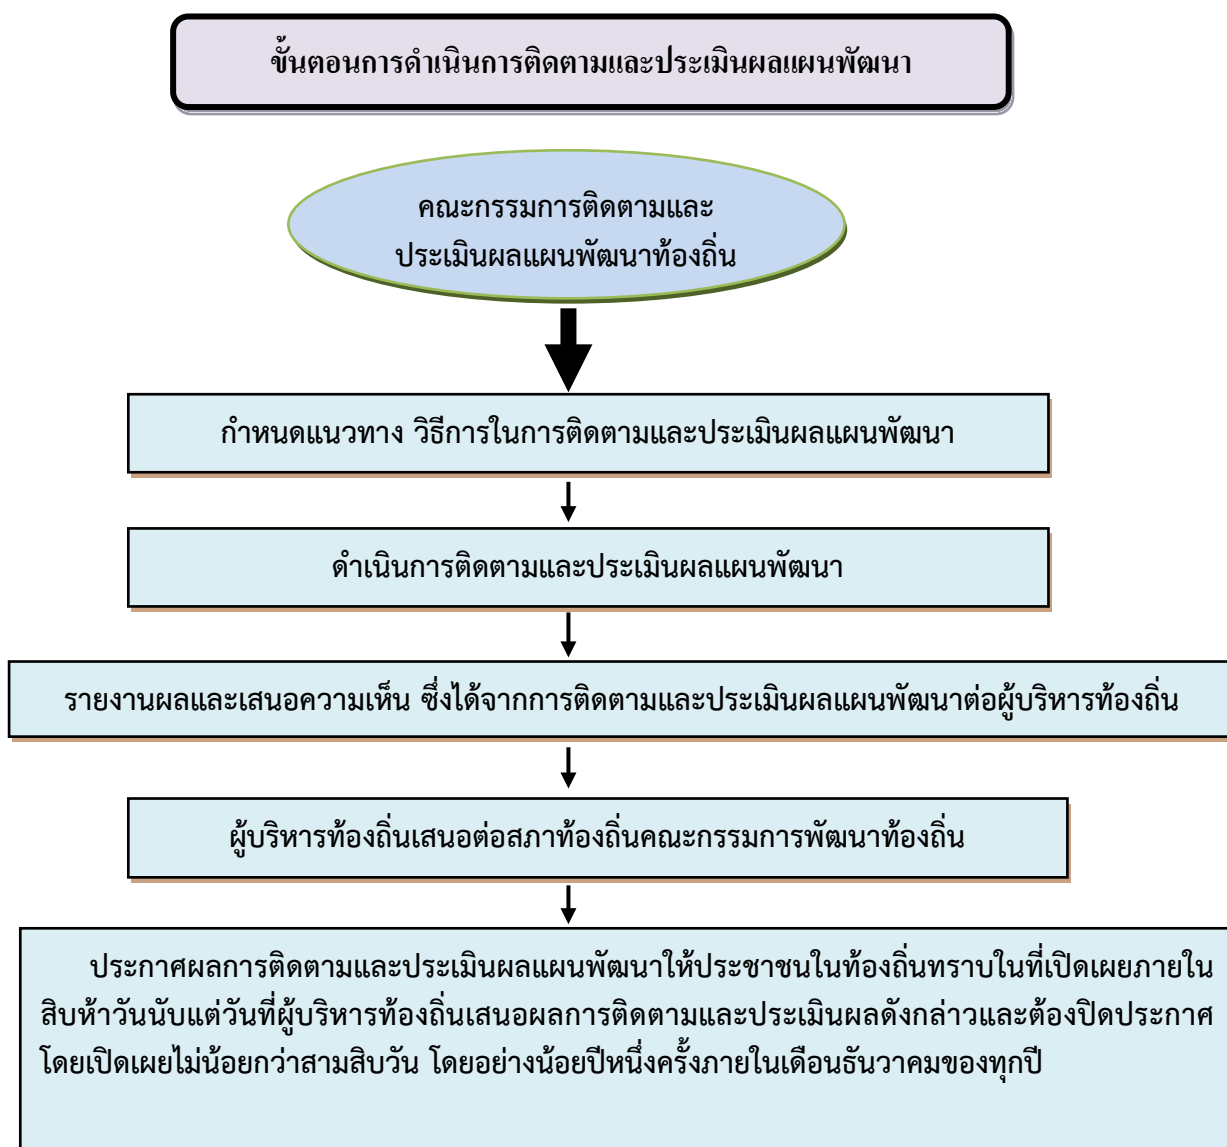 ขั้นตอนการดำเนินการติดตามและประเมินผลแผนพัฒนา
คณะกรรมการติดตามและ
ประเมินผลแผนพัฒนาท้องถิ่น
กำหนดแนวทาง วิธีการในการติดตามและประเมินผลแผนพัฒนา
ดำเนินการติดตามและประเมินผลแผนพัฒนา
รายงานผลและเสนอความเห็น ซึ่งได้จากการติดตามและประเมินผลแผนพัฒนาต่อผู้บริหารท้องถิ่น
ผู้บริหารท้องถิ่นเสนอต่อสภาท้องถิ่นคณะกรรมการพัฒนาท้องถิ่น
ประกาศผลการติดตามและประเมินผลแผนพัฒนาให้ประชาชนในท้องถิ่นทราบในที่เปิดเผยภายใน
สิบห้าวันนับแต่วันที่ผู้บริหารท้องถิ่นเสนอผลการติดตามและประเมินผลดังกล่าวและต้องปิดประกาศ
โดยเปิดเผยไม่น้อยกว่าสามสิบวัน โดยอย่างน้อยปีหนึ่งครั้งภายในเดือนธันวาคมของทุกปี